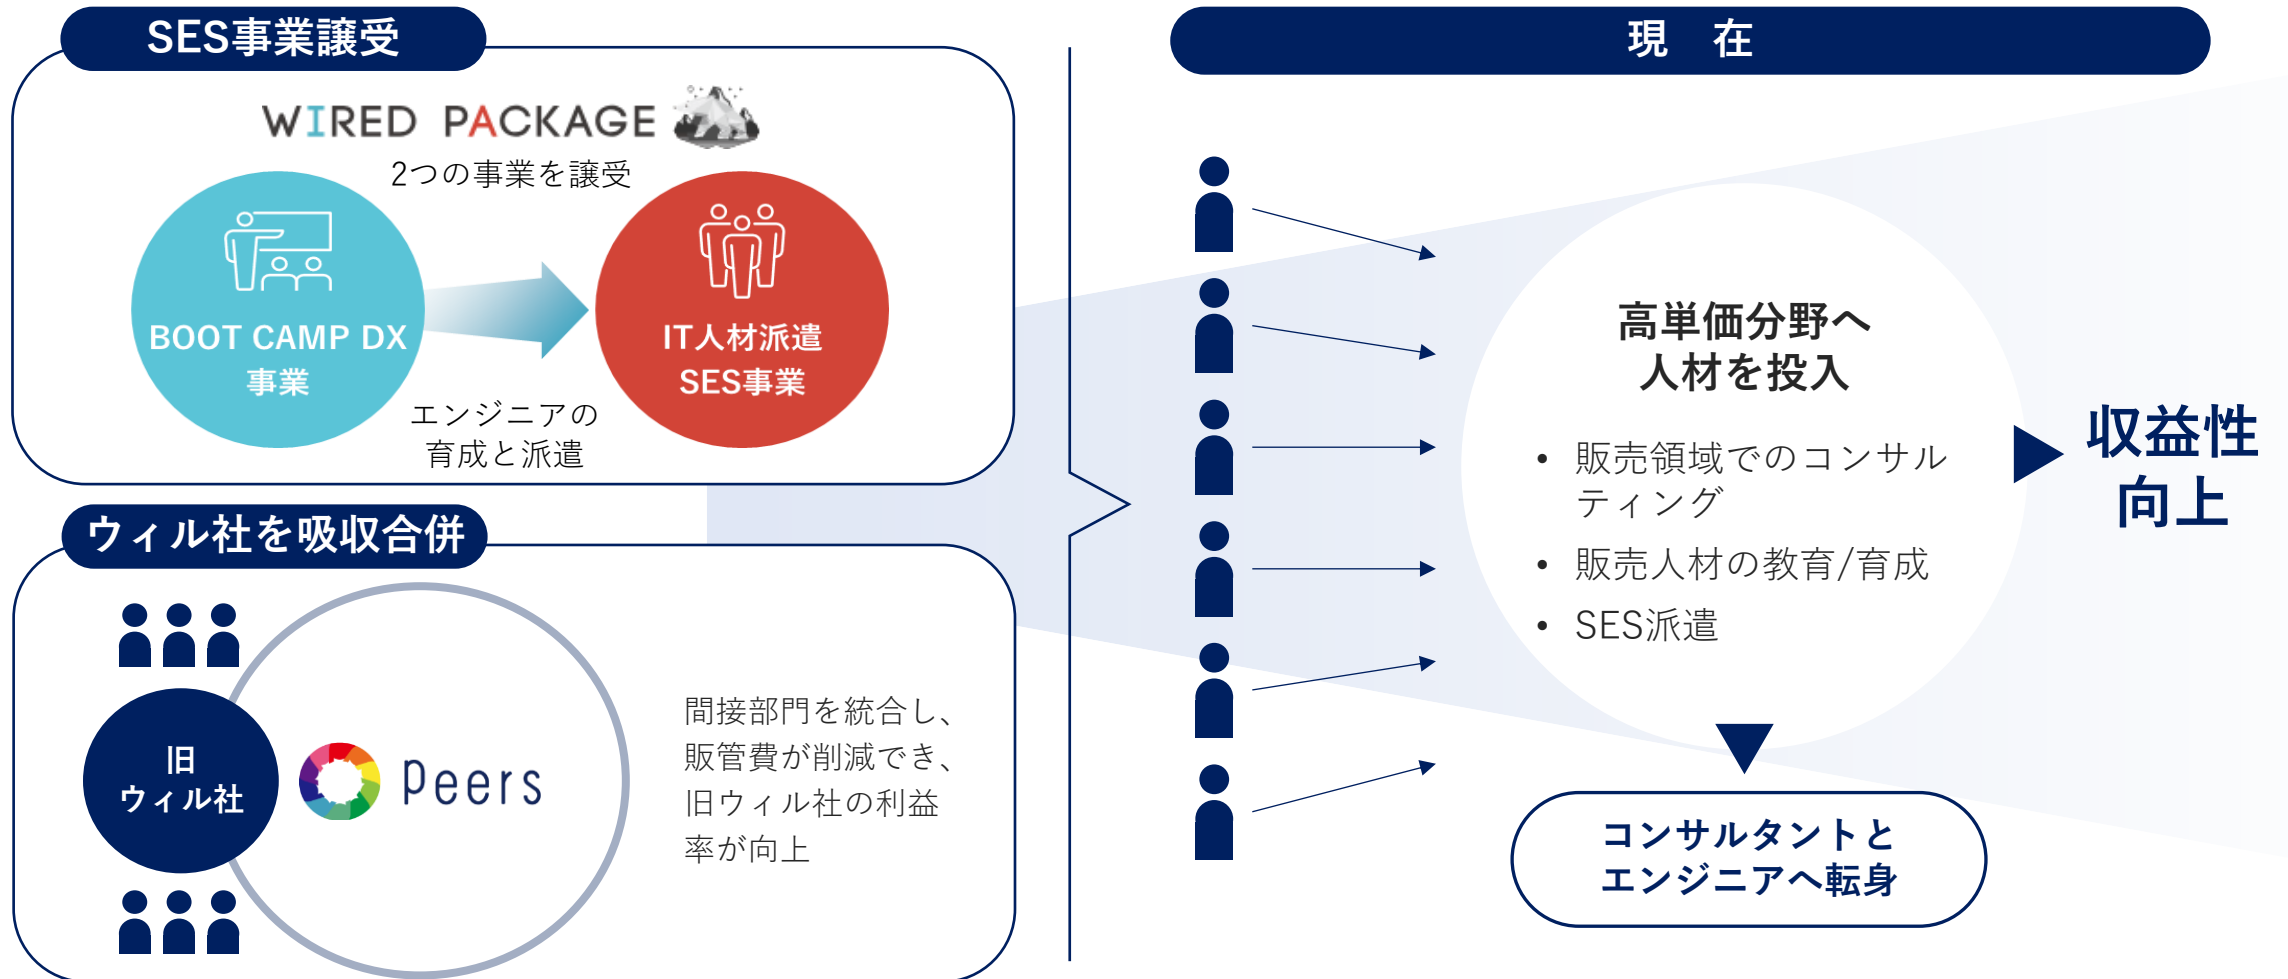 SES事業譲受
WIRED PACKAGE
2つの事業を譲受
BOOT CAMP DX
事業
IT人材派遣
SES事業
エンジニアの
育成と派遣
ウィル社を吸収合併
旧
ウィル社
Peers
間接部門を統合し、
販管費が削減でき、
旧ウィル社の利益
率が向上
現 在
高単価分野へ
人材を投入
• 販売領域でのコンサル
ティング
• 販売人材の教育/育成
• SES派遣
収益性
向上
コンサルタントと
エンジニアへ転身